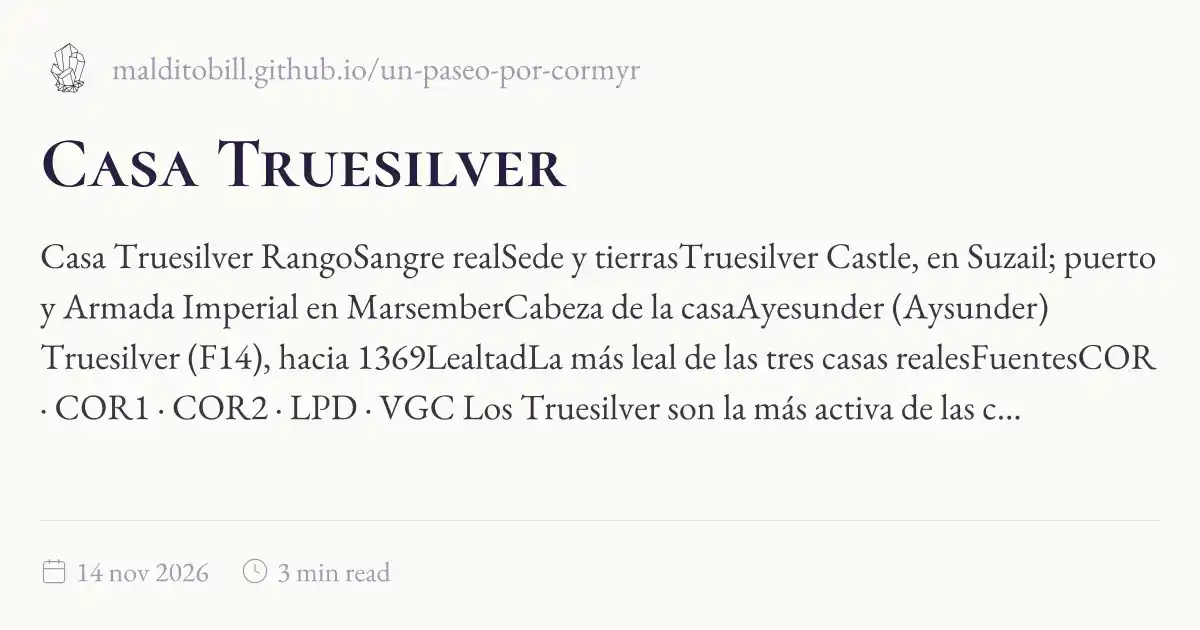 malditobill.github.io/un-paseo-por-cormyr
Casa Truesilver
Casa Truesilver RangoSangre realSede y tierrasTruesilver Castle, en Suzail; puerto
y Armada Imperial en MarsemberCabeza de la casaAyesunder (Aysunder)
Truesilver (F14), hacia 1369LealtadLa más leal de las tres casas realesFuentesCOR
· COR1 · COR2 · LPD · VGC Los Truesilver son la más activa de las c...
14 nov 2026 3 min read